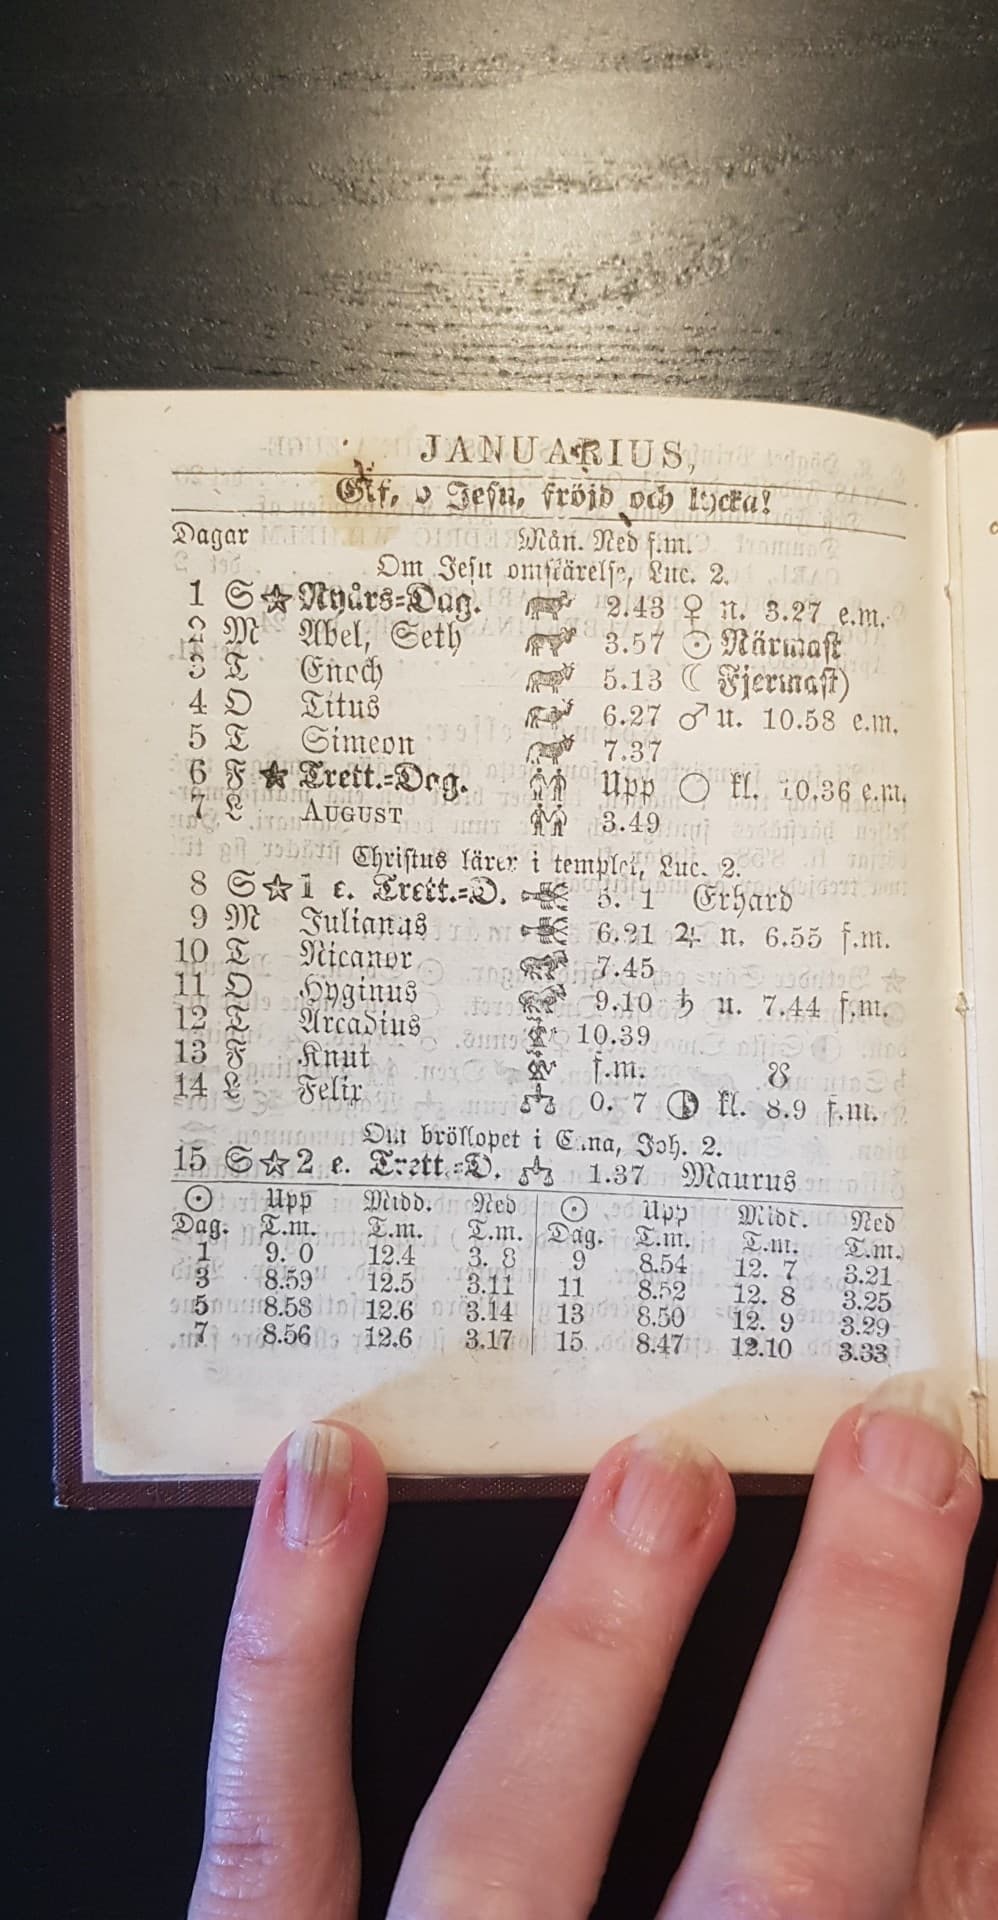 JANUARIUS,
Gif, o Jesu, fröjd och lycka!
Dagar Mån. Ned f.m.
Om Jesu omskärelse, Luc. 2.
1 S ☆ Nyårs=Dag. 2.43 ♀ n. 3.27 e.m.
2 M Abel, Seth 3.57 ☉ Närmast
3 T Enoch 5.13 ☾ Fjermast)
4 O Titus 6.27 ♂ u. 10.58 e.m.
5 T Simeon 7.37
6 F ★ Trett.=Dag. Upp ○ kl. 10.36 e.m.
7 L AUGUST 3.49
Christus lärer i templet, Luc. 2.
8 S ☆ 1 e. Trett.=D. 5. 1 Erhard
9 M Julianus 6.21 ♃ n. 6.55 f.m.
10 T Nicanor 7.45
11 O Hyginus 9.10 ♄ u. 7.44 f.m.
12 T Arcadius 10.39
13 F Knut f.m. ☋
14 L Felix 0. 7 ◑ kl. 8.9 f.m.
Om bröllopet i Cana, Joh. 2.
15 S ☆ 2 e. Trett.=D. 1.37 Maurus
☉ Upp Midd. Ned ☉ Upp Midd. Ned
Dag. T.m. T.m. T.m. Dag. T.m. T.m. T.m.
1 9. 0 12.4 3. 8 9 8.54 12. 7 3.21
3 8.59 12.5 3.11 11 8.52 12. 8 3.25
5 8.58 12.6 3.14 13 8.50 12. 9 3.29
7 8.56 12.6 3.17 15 8.47 12.10 3.33